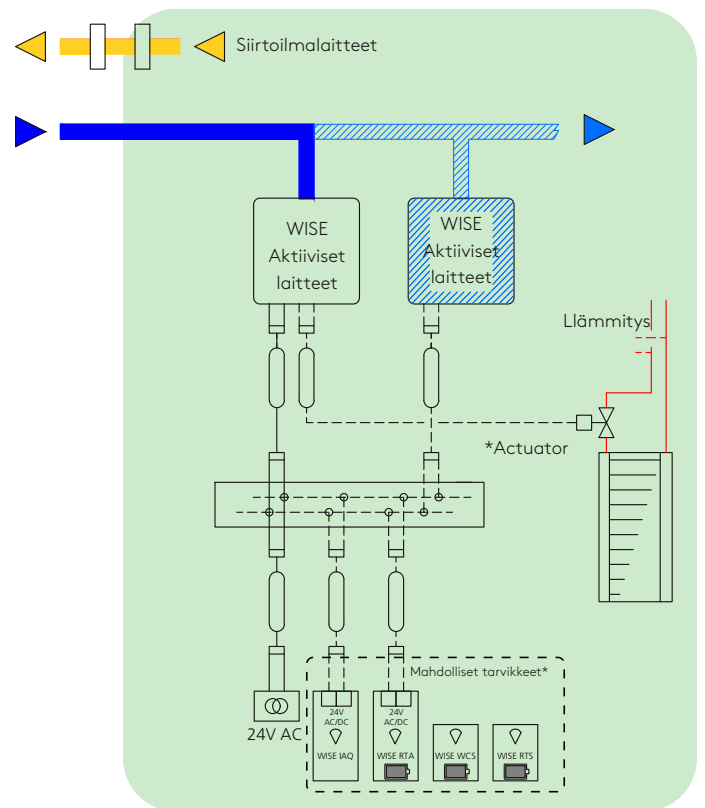 Siirtoilmalaitteet
WISE
Aktiiviset
laitteet
WISE
Aktiiviset
laitteet
Llämmitys
*Actuator
Mahdolliset tarvikkeet*
24V
AC/DC
24V
AC/DC
24V AC
WISE IAQ
WISE RTA
WISE WCS
WISE RTS